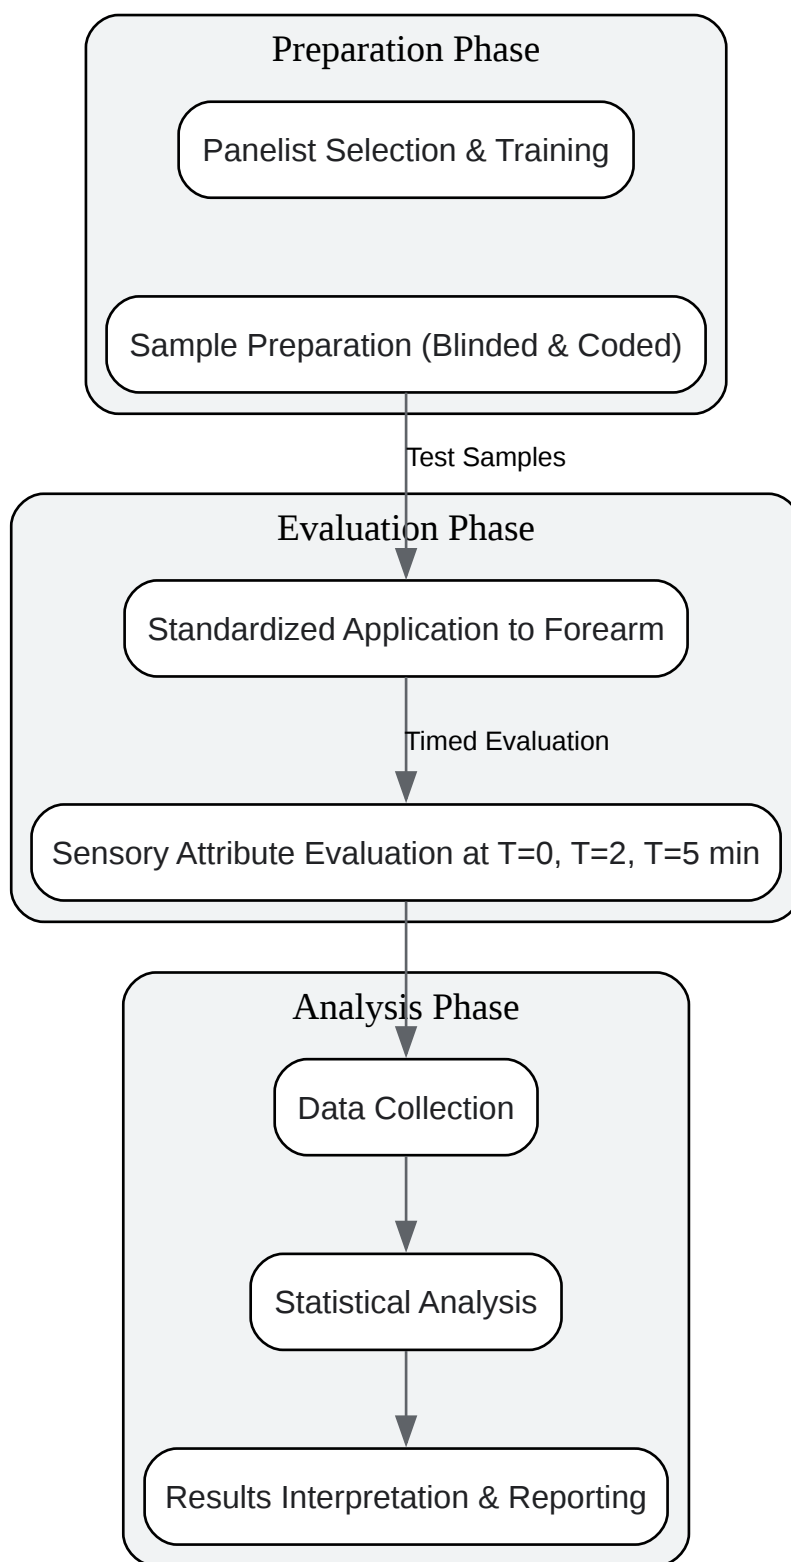 Preparation Phase
Panelist Selection & Training
Sample Preparation (Blinded & Coded)
Test Samples
Evaluation Phase
Standardized Application to Forearm
Timed Evaluation
Sensory Attribute Evaluation at T=0, T=2, T=5 min
Analysis Phase
Data Collection
Statistical Analysis
Results Interpretation & Reporting